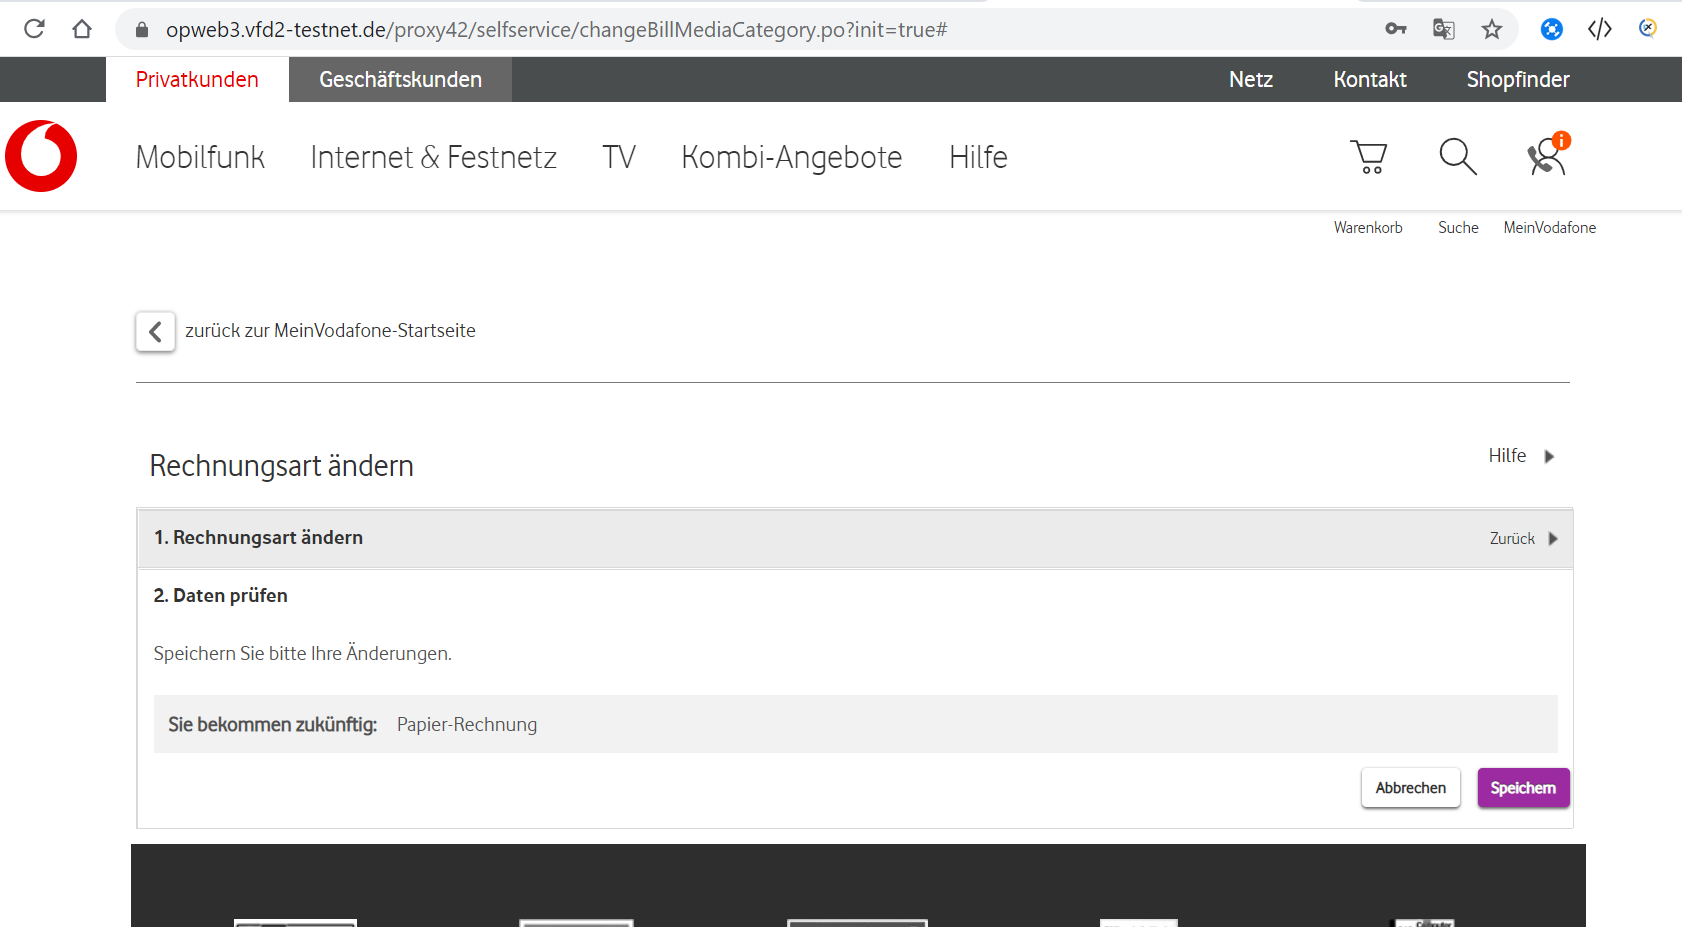 opweb3.vfd2-testnet.de/proxy42/selfservice/changeBillMediaCategory.po?init=true#
Privatkunden Geschäftskunden Netz Kontakt Shopfinder
Mobilfunk Internet & Festnetz TV Kombi-Angebote Hilfe
Warenkorb Suche MeinVodafone
zurück zur MeinVodafone-Startseite
Rechnungsart ändern Hilfe
1. Rechnungsart ändern Zurück
2. Daten prüfen
Speichern Sie bitte Ihre Änderungen.
Sie bekommen zukünftig: Papier-Rechnung
Abbrechen Speichern